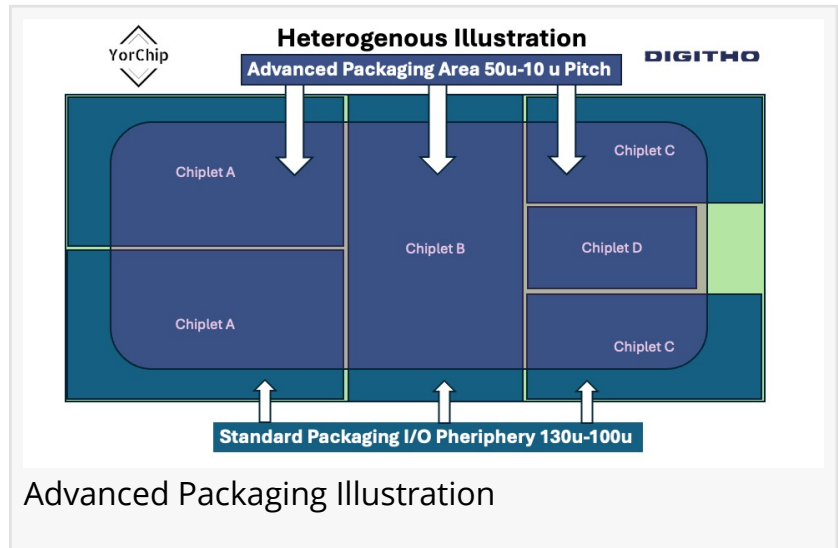 YorChip
Heterogenous Illustration
DIGITHO
Advanced Packaging Area 50u-10 u Pitch
Chiplet A
Chiplet C
Chiplet B
Chiplet D
Chiplet A
Chiplet C
Standard Packaging I/O Pheriphery 130u-100u
Advanced Packaging Illustration